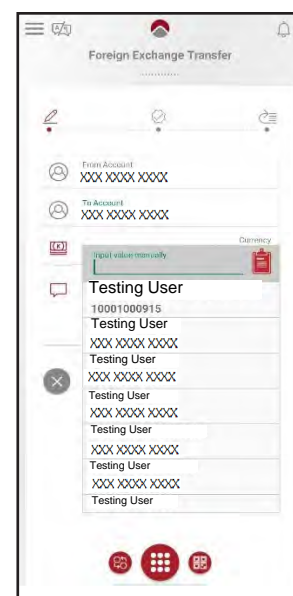 Foreign Exchange Transfer
From Account
XXX XXXX XXXX
To Account
XXX XXXX XXXX
Currency
Input value manually
Testing User
10001000915
Testing User
XXX XXXX XXXX
Testing User
XXX XXXX XXXX
Testing User
XXX XXXX XXXX
Testing User
XXX XXXX XXXX
Testing User
XXX XXXX XXXX
Testing User